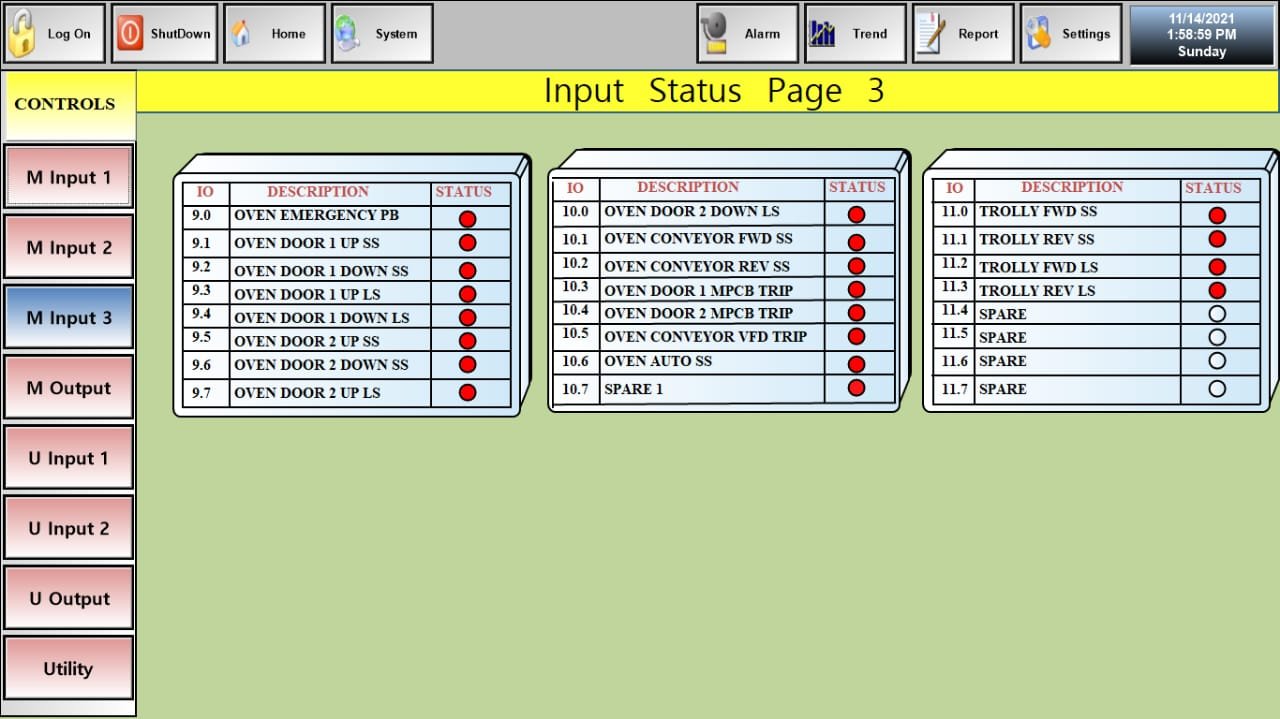 Log On
ShutDown
Home
System
Alarm
Trend
Report
Settings
11/14/2021
1:58:59 PM
Sunday
CONTROLS
Input Status Page 3
M Input 1
M Input 2
M Input 3
M Output
U Input 1
U Input 2
U Output
Utility
IO DESCRIPTION STATUS
9.0 OVEN EMERGENCY PB
9.1 OVEN DOOR 1 UP SS
9.2 OVEN DOOR 1 DOWN SS
9.3 OVEN DOOR 1 UP LS
9.4 OVEN DOOR 1 DOWN LS
9.5 OVEN DOOR 2 UP SS
9.6 OVEN DOOR 2 DOWN SS
9.7 OVEN DOOR 2 UP LS
IO DESCRIPTION STATUS
10.0 OVEN DOOR 2 DOWN LS
10.1 OVEN CONVEYOR FWD SS
10.2 OVEN CONVEYOR REV SS
10.3 OVEN DOOR 1 MPCB TRIP
10.4 OVEN DOOR 2 MPCB TRIP
10.5 OVEN CONVEYOR VFD TRIP
10.6 OVEN AUTO SS
10.7 SPARE 1
IO DESCRIPTION STATUS
11.0 TROLLY FWD SS
11.1 TROLLY REV SS
11.2 TROLLY FWD LS
11.3 TROLLY REV LS
11.4 SPARE
11.5 SPARE
11.6 SPARE
11.7 SPARE